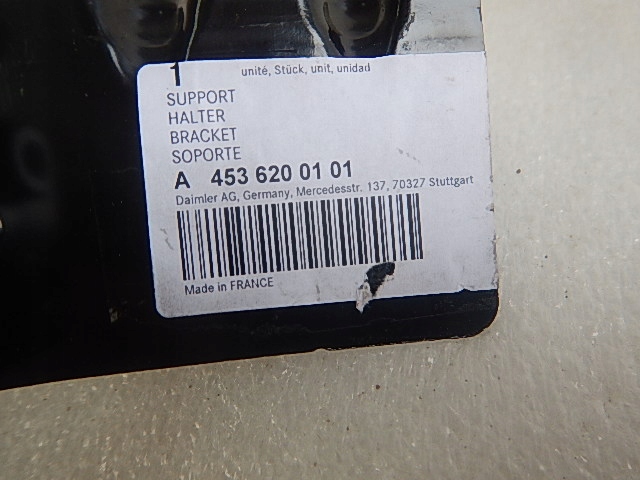 1 unité, Stück, unit, unidad
SUPPORT
HALTER
BRACKET
SOPORTE
A 453 620 01 01
Daimler AG, Germany, Mercedesstr. 137, 70327 Stuttgart
Made in FRANCE